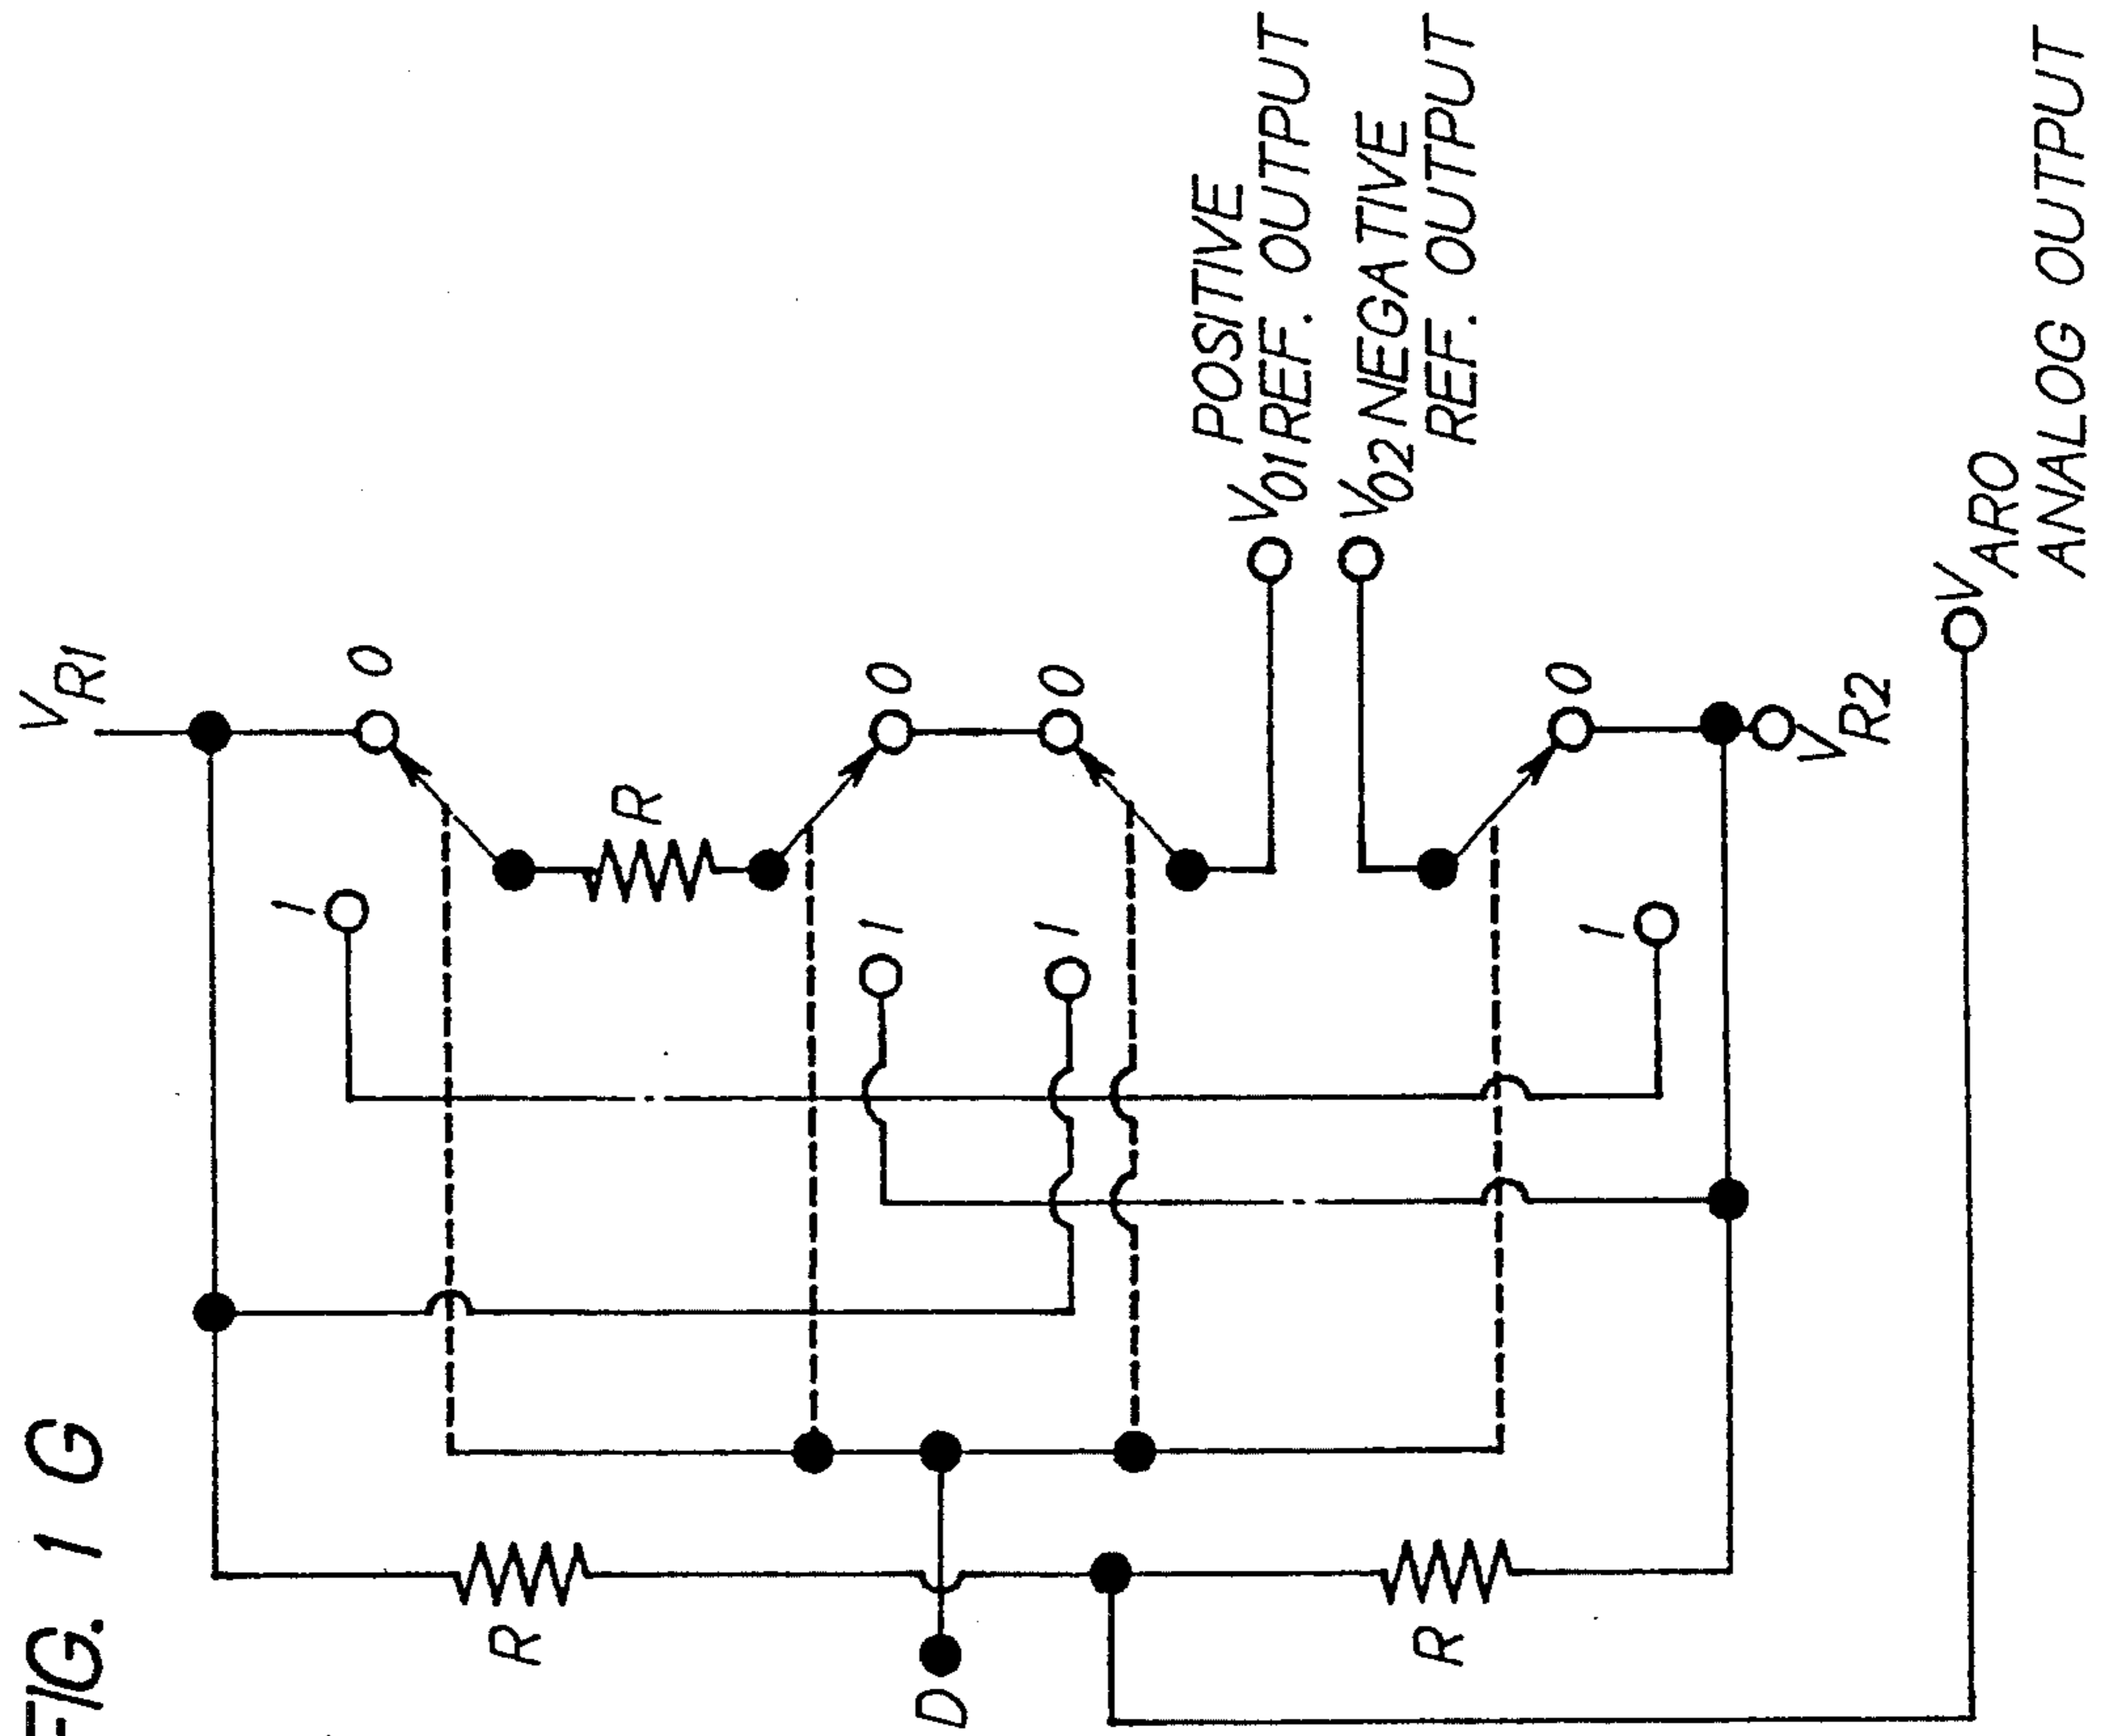 FIG. 1G
V_R1
0
1
R
0
1
0
1
POSITIVE
V_01 REF. OUTPUT
V_02 NEGATIVE
REF. OUTPUT
0
1
V_R2
R
D
R
V_ARO
ANALOG OUTPUT